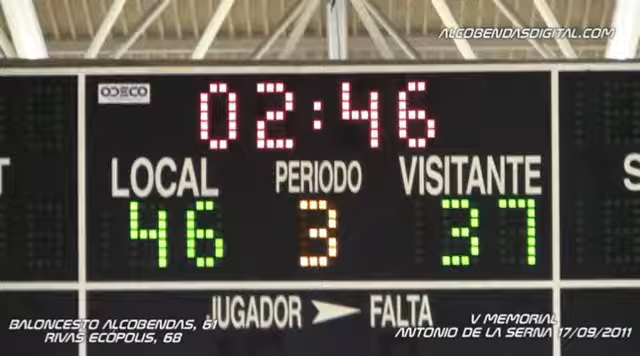 ALCOBENDASDIGITAL.COM
ODECO
02:46
LOCAL PERIODO VISITANTE
46 3 37
JUGADOR FALTA
BALONCESTO ALCOBENDAS, 61
RIVAS ECÓPOLIS, 68
V MEMORIAL
ANTONIO DE LA SERNA 17/09/2011